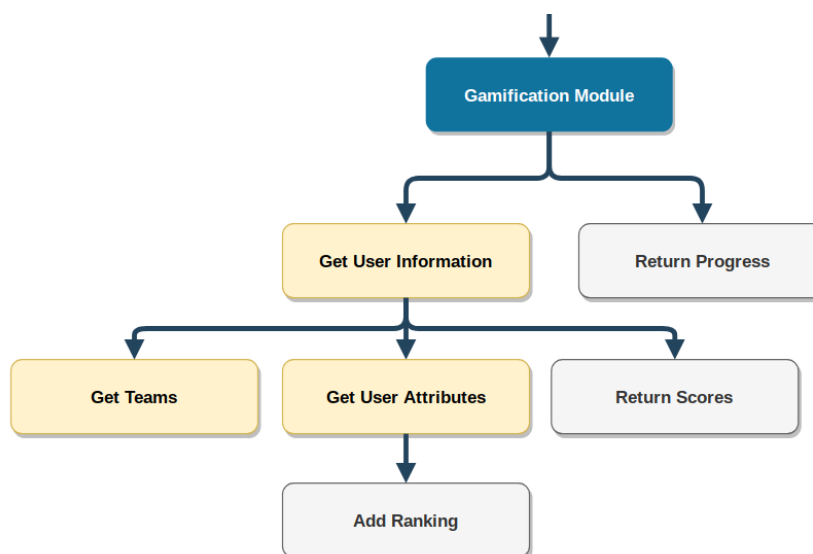 Gamification Module
Get User Information
Return Progress
Get Teams
Get User Attributes
Return Scores
Add Ranking